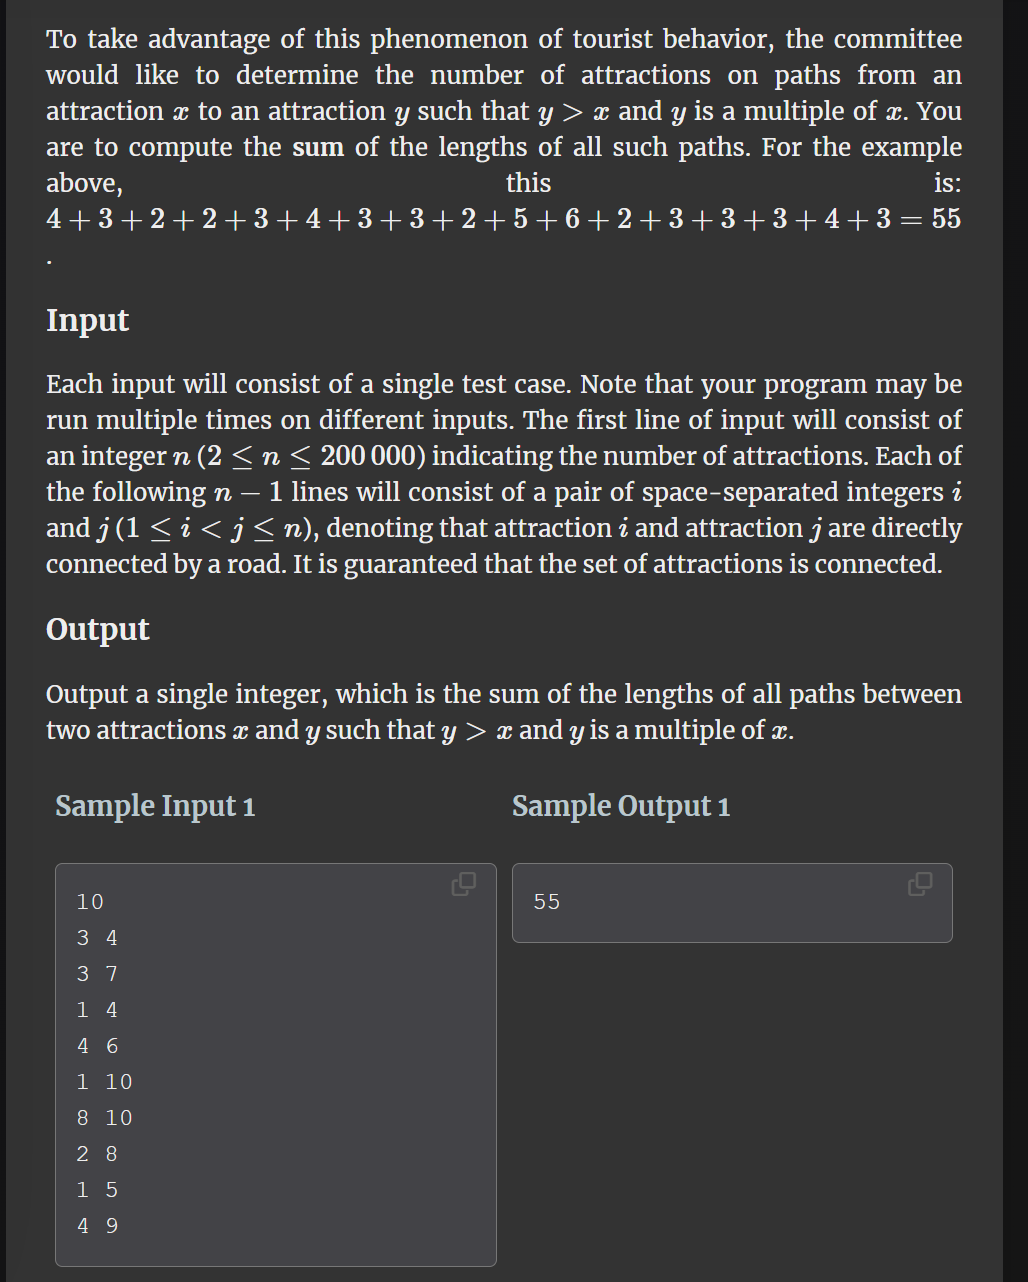 To take advantage of this phenomenon of tourist behavior, the committee
would like to determine the number of attractions on paths from an
attraction x to an attraction y such that y > x and y is a multiple of x. You
are to compute the sum of the lengths of all such paths. For the example
above, this is:
4 + 3 + 2 + 2 + 3 + 4 + 3 + 3 + 2 + 5 + 6 + 2 + 3 + 3 + 3 + 4 + 3 = 55
.
Input
Each input will consist of a single test case. Note that your program may be
run multiple times on different inputs. The first line of input will consist of
an integer n (2 ≤ n ≤ 200 000) indicating the number of attractions. Each of
the following n − 1 lines will consist of a pair of space-separated integers i
and j (1 ≤ i < j ≤ n), denoting that attraction i and attraction j are directly
connected by a road. It is guaranteed that the set of attractions is connected.
Output
Output a single integer, which is the sum of the lengths of all paths between
two attractions x and y such that y > x and y is a multiple of x.
Sample Input 1
Sample Output 1
10
3 4
3 7
1 4
4 6
1 10
8 10
2 8
1 5
4 9
55